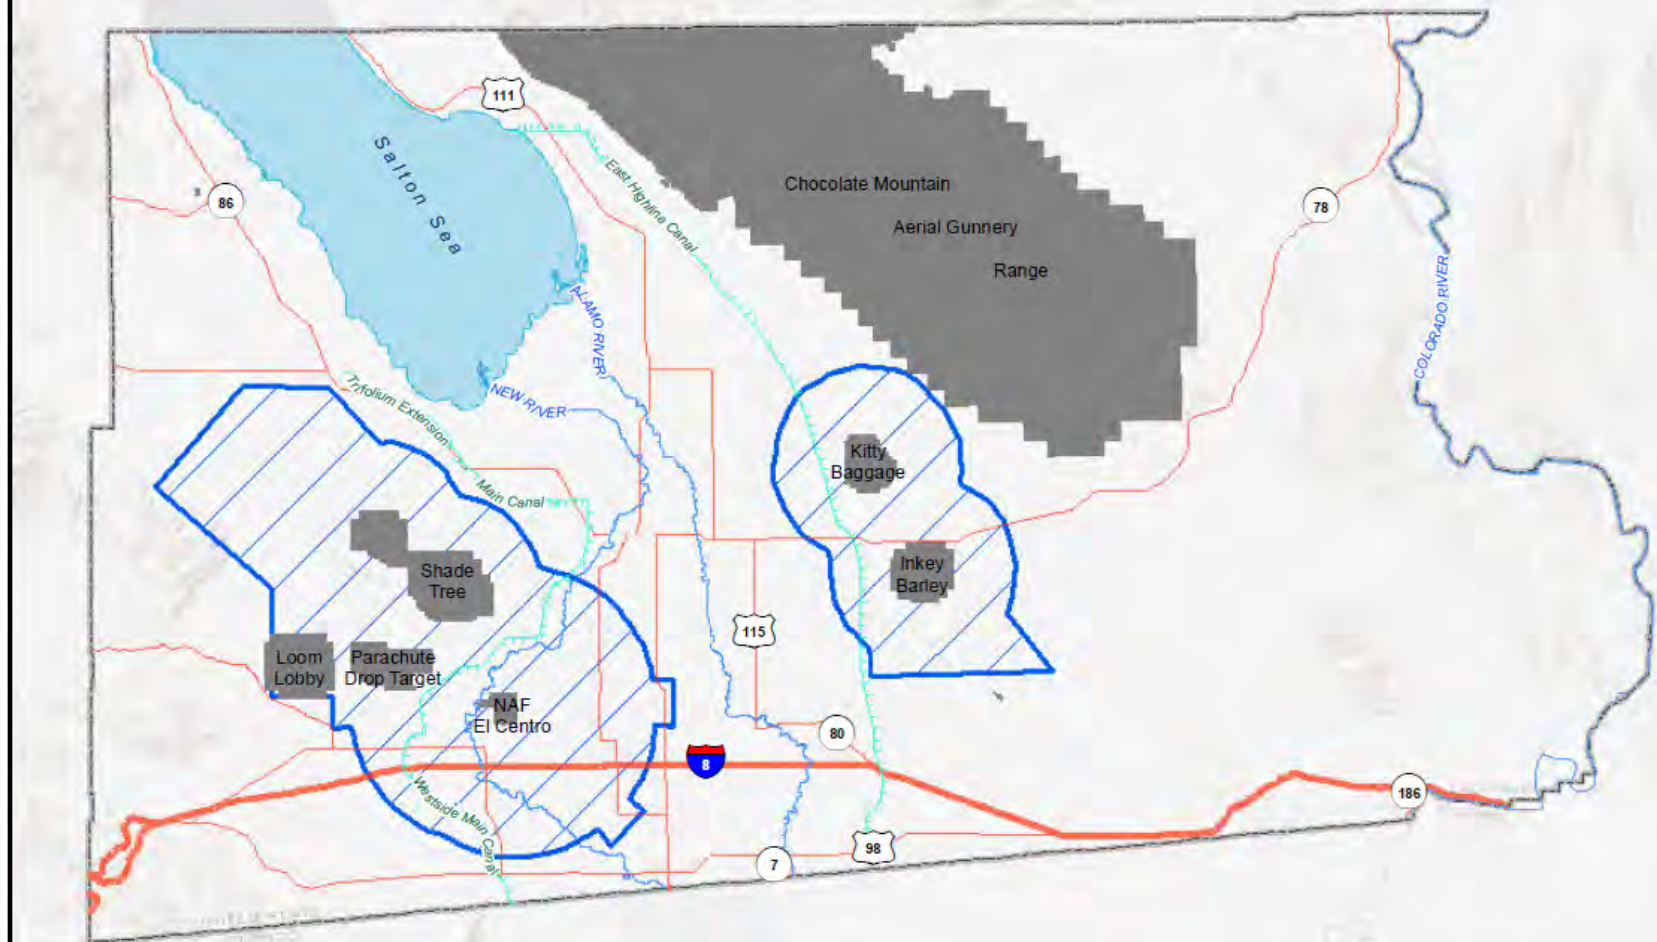 111
Salton Sea
East Highline Canal
Chocolate Mountain
Aerial Gunnery
Range
86
78
ALAMO RIVER
COLORADO RIVER
Trifolium Extension
NEW RIVER
Main Canal
Kitty
Baggage
Shade
Tree
Inkey
Barley
115
Loom
Lobby
Parachute
Drop Target
NAF
El Centro
80
8
Westside Main Canal
186
98
7